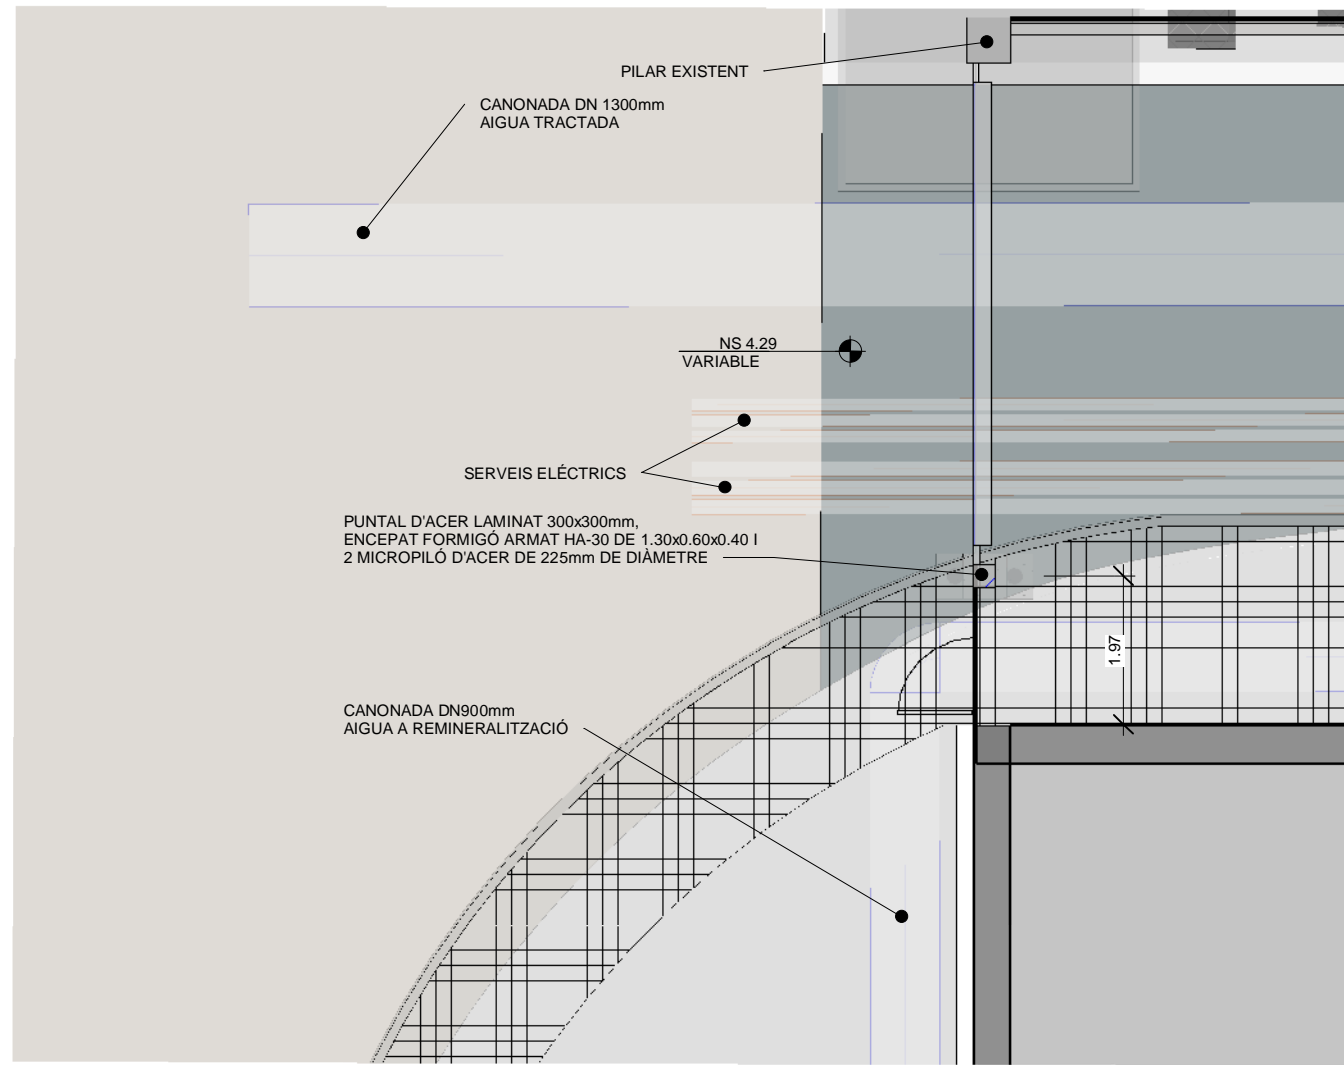 PILAR EXISTENT
CANONADA DN 1300mm
AIGUA TRACTADA
NS 4.29
VARIABLE
SERVEIS ELÉCTRICS
PUNTAL D'ACER LAMINAT 300x300mm,
ENCEPAT FORMIGÓ ARMAT HA-30 DE 1.30x0.60x0.40 I
2 MICROPILÓ D'ACER DE 225mm DE DIÀMETRE
1.97
CANONADA DN900mm
AIGUA A REMINERALITZACIÓ